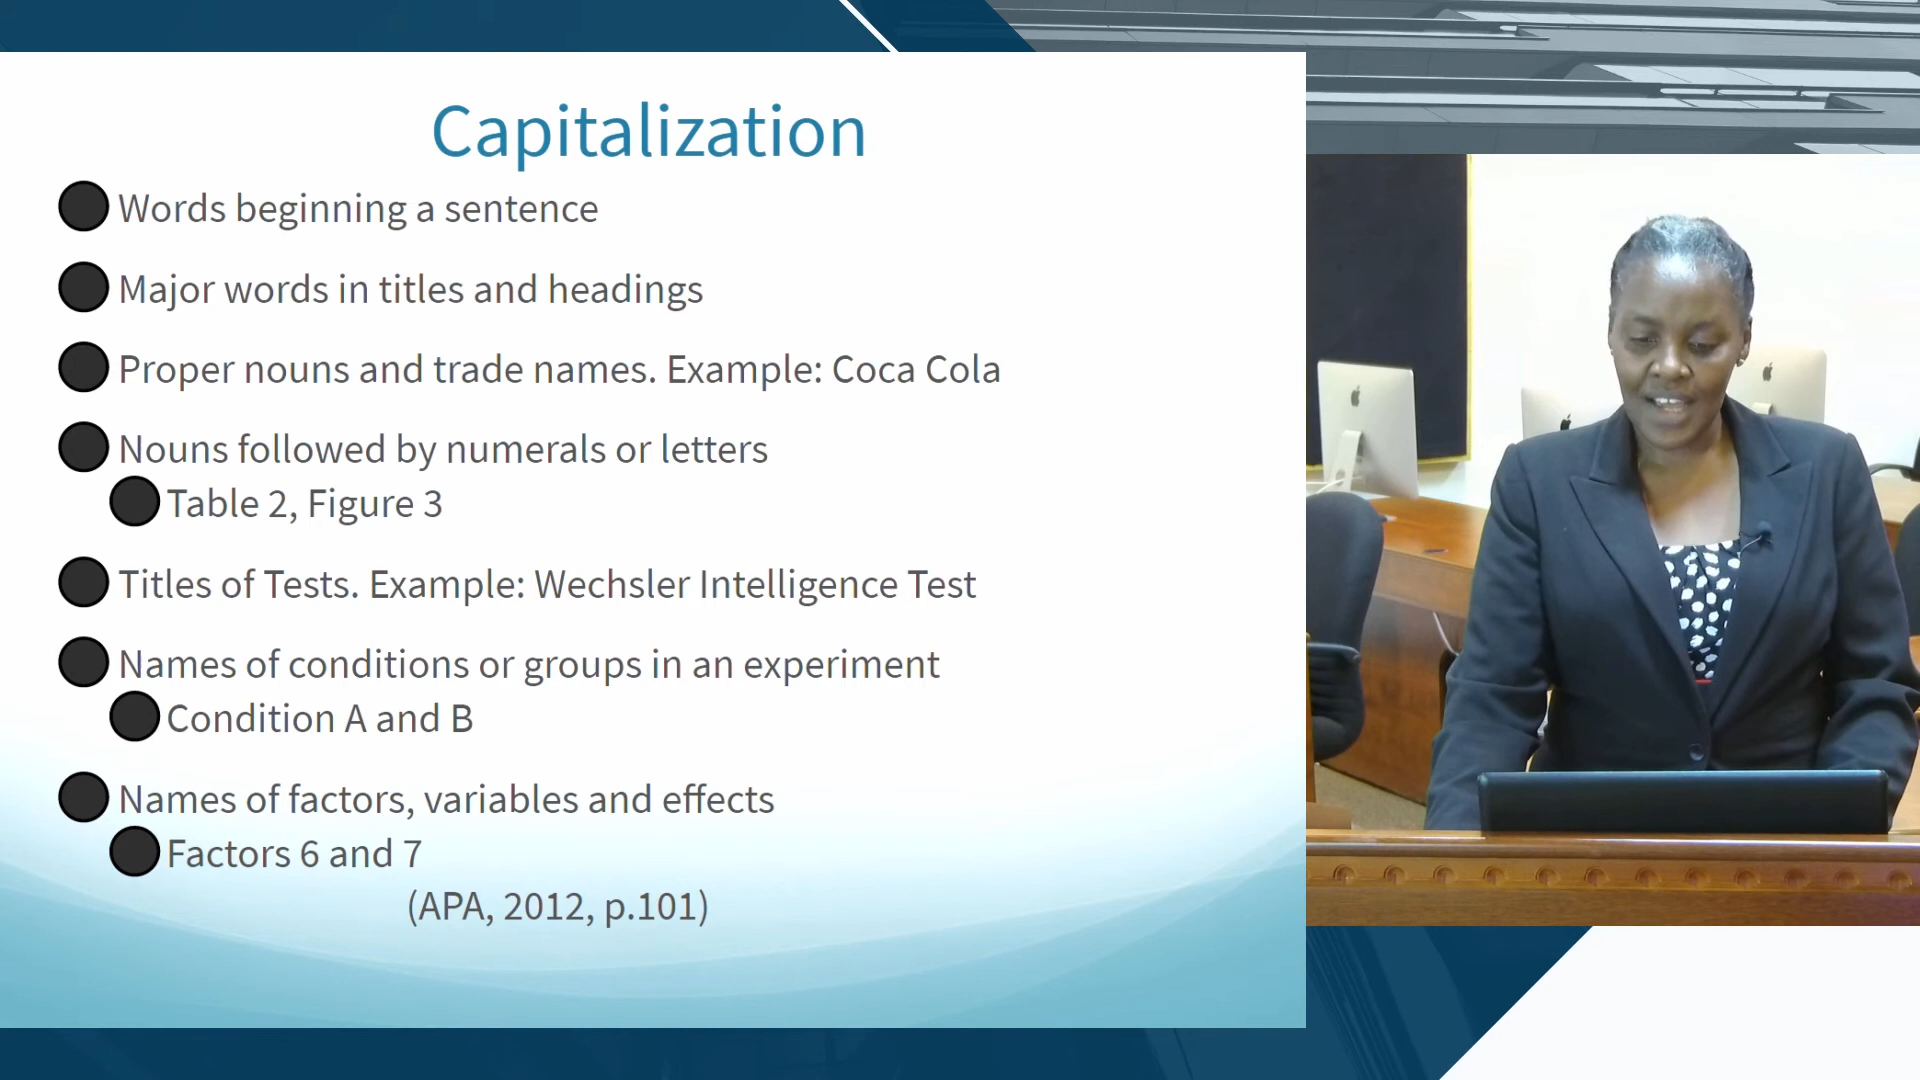 Capitalization
Words beginning a sentence
Major words in titles and headings
Proper nouns and trade names. Example: Coca Cola
Nouns followed by numerals or letters
Table 2, Figure 3
Titles of Tests. Example: Wechsler Intelligence Test
Names of conditions or groups in an experiment
Condition A and B
Names of factors, variables and effects
Factors 6 and 7
(APA, 2012, p.101)